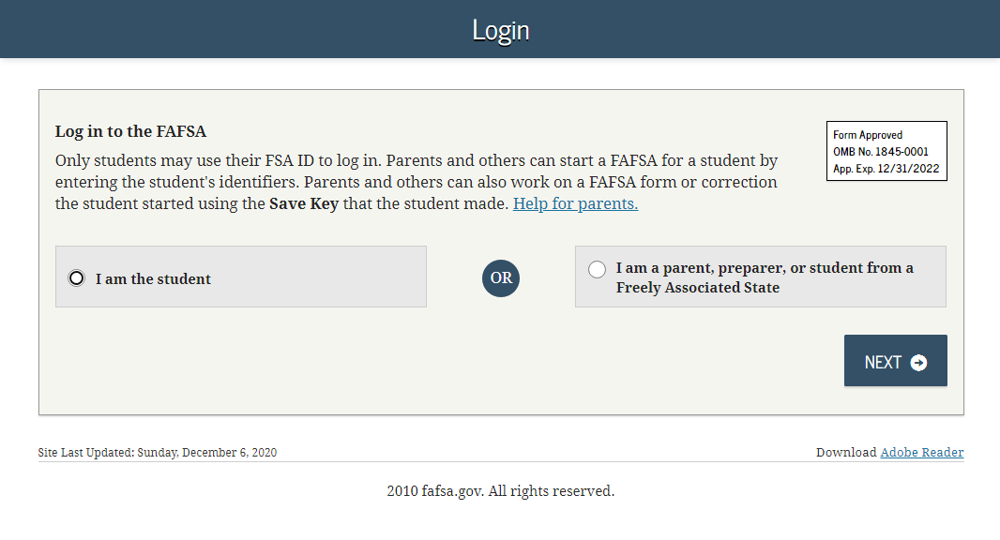 Login
Log in to the FAFSA
Only students may use their FSA ID to log in. Parents and others can start a FAFSA for a student by
entering the student's identifiers. Parents and others can also work on a FAFSA form or correction
the student started using the Save Key that the student made. Help for parents.
Form Approved
OMB No. 1845-0001
App. Exp. 12/31/2022
I am the student
OR
I am a parent, preparer, or student from a
Freely Associated State
NEXT
Site Last Updated: Sunday, December 6, 2020
Download Adobe Reader
2010 fafsa.gov. All rights reserved.